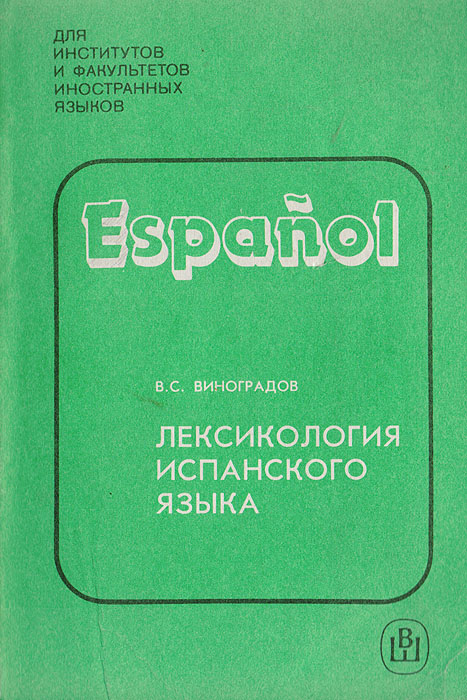 ДЛЯ
ИНСТИТУТОВ
И ФАКУЛЬТЕТОВ
ИНОСТРАННЫХ
ЯЗЫКОВ
Español
В.С. ВИНОГРАДОВ
ЛЕКСИКОЛОГИЯ
ИСПАНСКОГО
ЯЗЫКА
ВШ